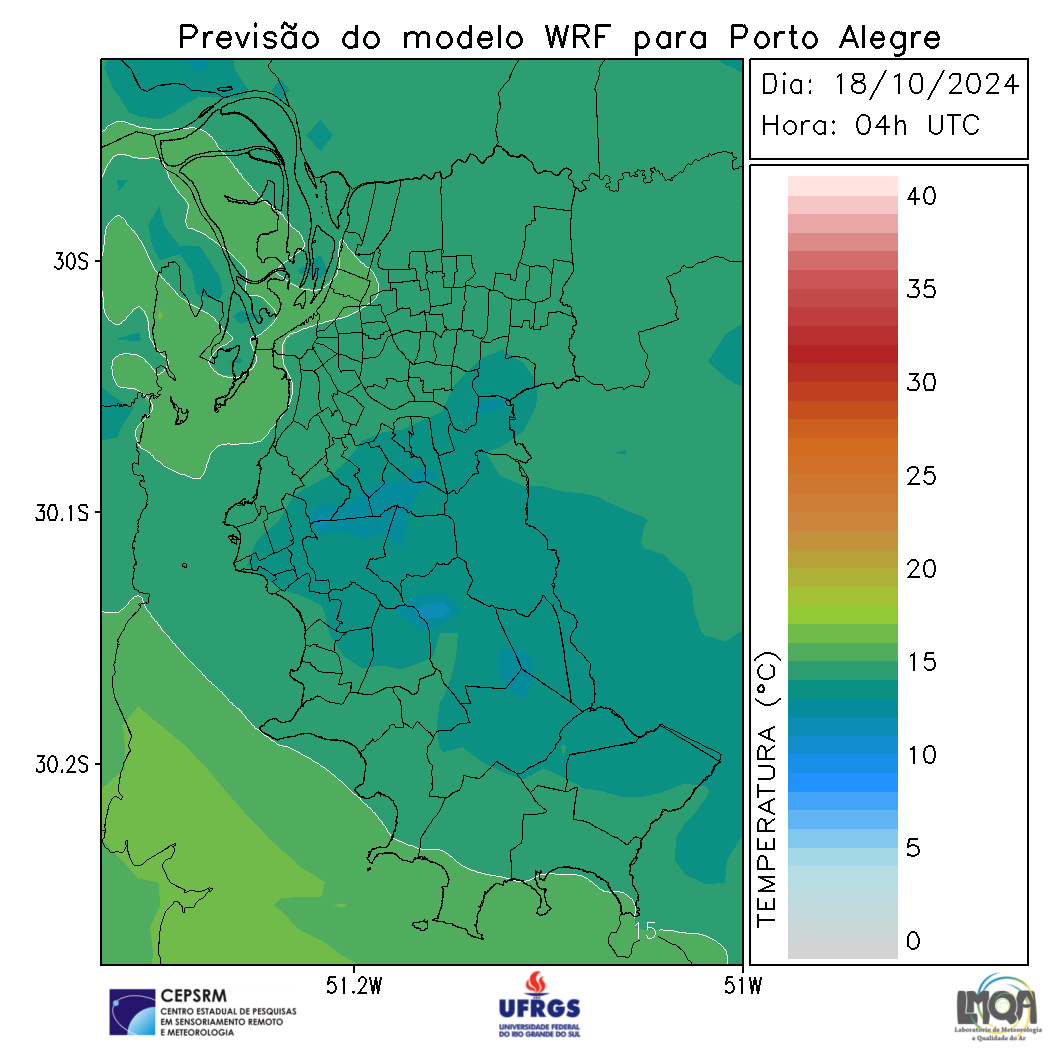 Previsão do modelo WRF para Porto Alegre
Dia: 18/10/2024
Hora: 04h UTC
40
35
30
25
20
15
10
5
0
TEMPERATURA (°C)
30S
30.1S
30.2S
15
51.2W
51W
CEPSRM
CENTRO ESTADUAL DE PESQUISAS
EM SENSORIAMENTO REMOTO
E METEOROLOGIA
UFRGS
UNIVERSIDADE FEDERAL
DO RIO GRANDE DO SUL
LMQA
Laboratório de Meteorologia
e Qualidade do Ar